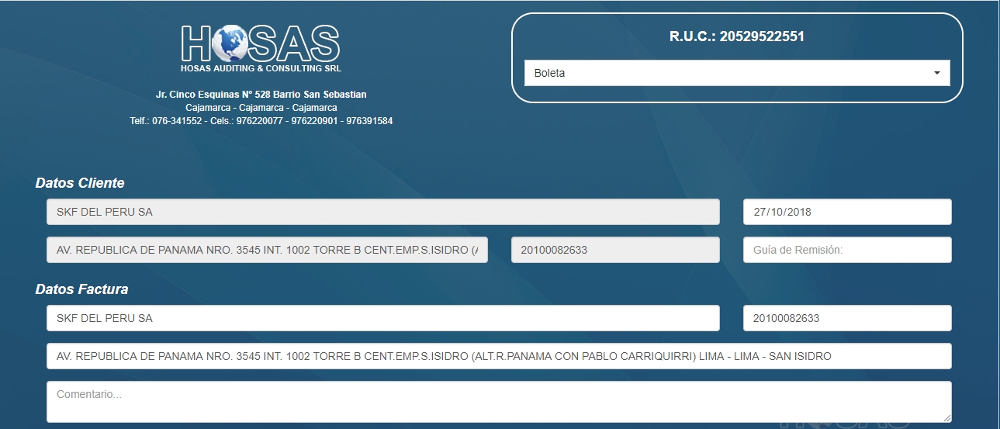 HOSAS
HOSAS AUDITING & CONSULTING SRL
Jr. Cinco Esquinas Nº 528 Barrio San Sebastian
Cajamarca - Cajamarca - Cajamarca
Telf.: 076-341552 - Cels.: 976220077 - 976220901 - 976391584
R.U.C.: 20529522551
Boleta
Datos Cliente
SKF DEL PERU SA
27/10/2018
AV. REPUBLICA DE PANAMA NRO. 3545 INT. 1002 TORRE B CENT.EMP.S.ISIDRO (A
20100082633
Guía de Remisión:
Datos Factura
SKF DEL PERU SA
20100082633
AV. REPUBLICA DE PANAMA NRO. 3545 INT. 1002 TORRE B CENT.EMP.S.ISIDRO (ALT.R.PANAMA CON PABLO CARRIQUIRRI) LIMA - LIMA - SAN ISIDRO
Comentario...
HOSAS